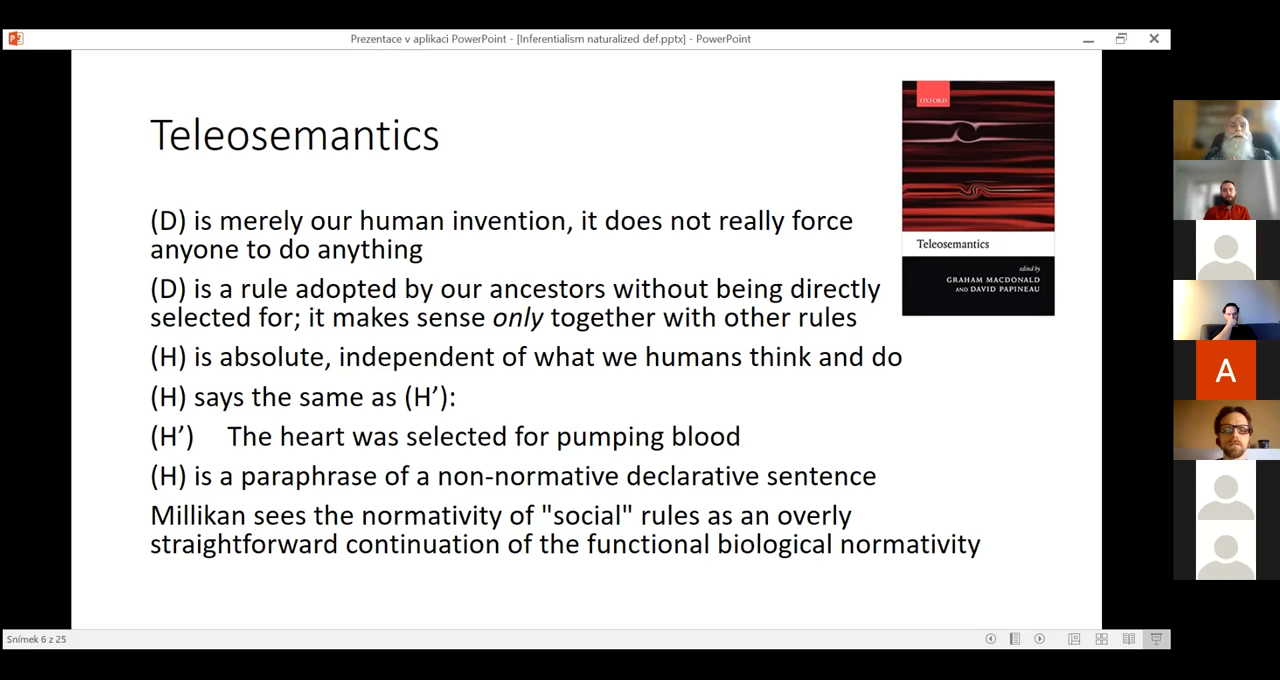 Prezentace v aplikaci PowerPoint - [Inferentialism naturalized def.pptx] - PowerPoint
Teleosemantics
(D) is merely our human invention, it does not really force
anyone to do anything
(D) is a rule adopted by our ancestors without being directly
selected for; it makes sense only together with other rules
(H) is absolute, independent of what we humans think and do
(H) says the same as (H’):
(H’) The heart was selected for pumping blood
(H) is a paraphrase of a non-normative declarative sentence
Millikan sees the normativity of "social" rules as an overly
straightforward continuation of the functional biological normativity
OXFORD
Teleosemantics
edited by
GRAHAM MACDONALD
AND DAVID PAPINEAU
A
Snímek 6 z 25